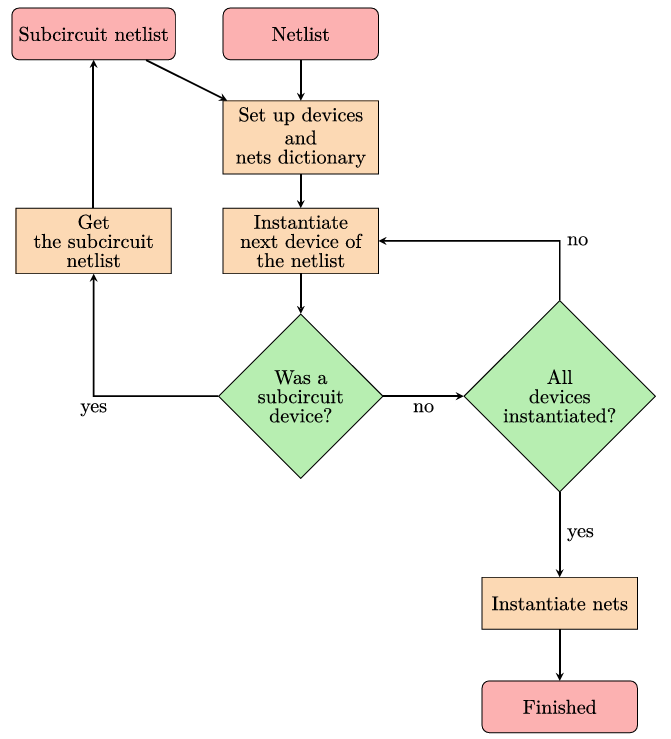 Subcircuit netlist
Netlist
Set up devices
and
nets dictionary
Get
the subcircuit
netlist
Instantiate
next device of
the netlist
no
Was a
subcircuit
device?
All
devices
instantiated?
yes
no
yes
Instantiate nets
Finished